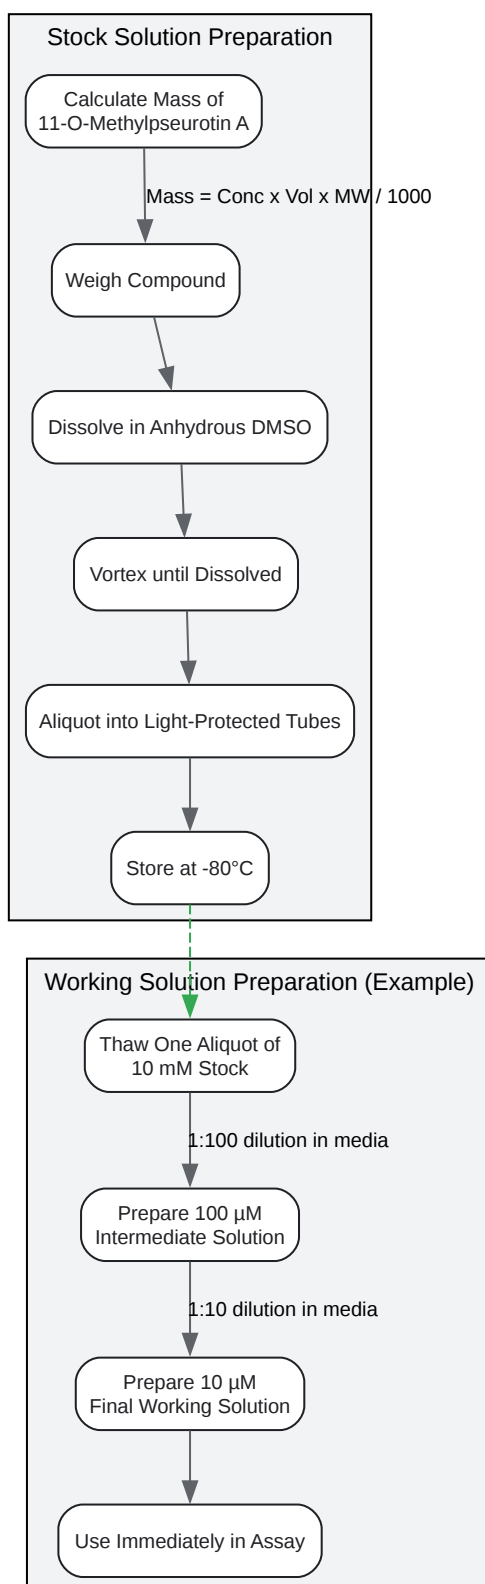 Stock Solution Preparation
Calculate Mass of
11-O-Methylpseurotin A
Mass = Conc x Vol x MW / 1000
Weigh Compound
Dissolve in Anhydrous DMSO
Vortex until Dissolved
Aliquot into Light-Protected Tubes
Store at -80°C
Working Solution Preparation (Example)
Thaw One Aliquot of
10 mM Stock
1:100 dilution in media
Prepare 100 µM
Intermediate Solution
1:10 dilution in media
Prepare 10 µM
Final Working Solution
Use Immediately in Assay